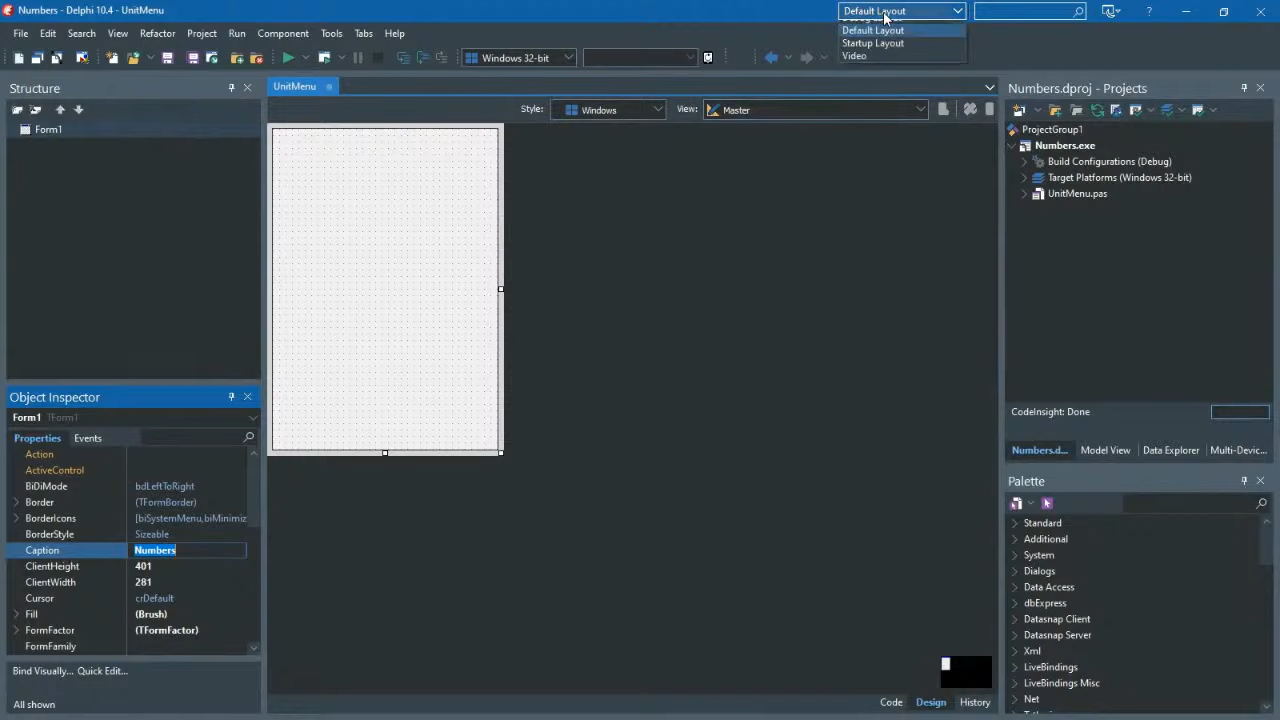 Numbers - Delphi 10.4 - UnitMenu
Default Layout
?
File Edit Search View Refactor Project Run Component Tools Tabs Help
Default Layout
Startup Layout
Video
Windows 32-bit
Structure
UnitMenu
Numbers.dproj - Projects
Style: Windows View: Master
Form1
ProjectGroup1
Numbers.exe
Build Configurations (Debug)
Target Platforms (Windows 32-bit)
UnitMenu.pas
Object Inspector
Form1 TForm1
Properties Events
Action
ActiveControl
BiDiMode bdLeftToRight
Border (TFormBorder)
BorderIcons [biSystemMenu,biMinimiz
BorderStyle Sizeable
Caption Numbers
ClientHeight 401
ClientWidth 281
Cursor crDefault
Fill (Brush)
FormFactor (TFormFactor)
FormFamily
Bind Visually... Quick Edit...
All shown
Code Design History
CodeInsight: Done
Numbers.d... Model View Data Explorer Multi-Devic...
Palette
Standard
Additional
System
Dialogs
Data Access
dbExpress
Datasnap Client
Datasnap Server
Xml
LiveBindings
LiveBindings Misc
Net